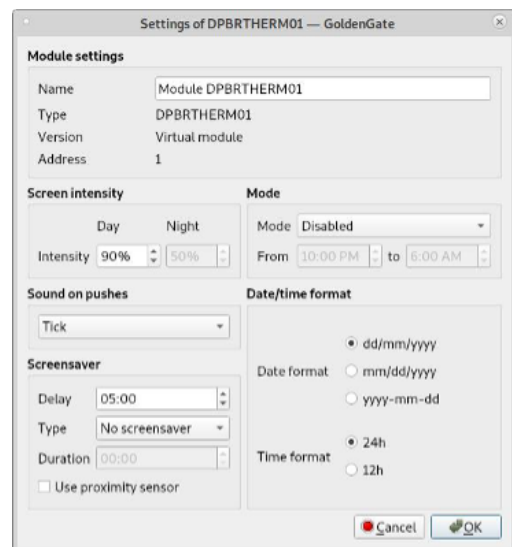 Settings of DPBRTHERM01 — GoldenGate
Module settings
Name Module DPBRTHERM01
Type DPBRTHERM01
Version Virtual module
Address 1
Screen intensity
Day Night
Intensity 90% 50%
Mode
Mode Disabled
From 10:00 PM to 6:00 AM
Sound on pushes
Tick
Date/time format
Date format
dd/mm/yyyy
mm/dd/yyyy
yyyy-mm-dd
Time format
24h
12h
Screensaver
Delay 05:00
Type No screensaver
Duration 00:00
Use proximity sensor
Cancel OK